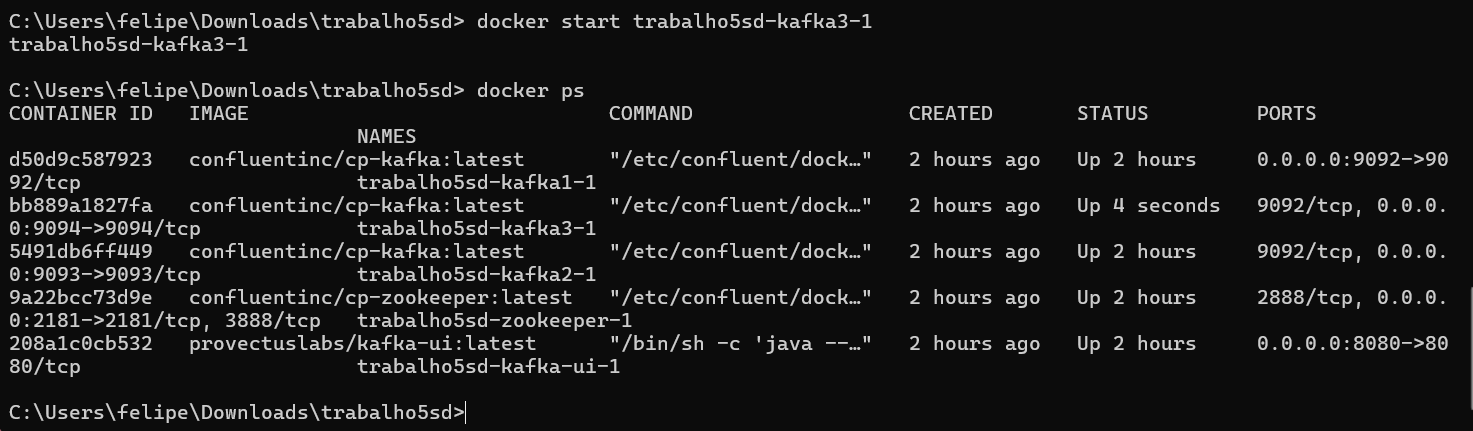 C:\Users\felipe\Downloads\trabalho5sd> docker start trabalho5sd-kafka3-1
trabalho5sd-kafka3-1
C:\Users\felipe\Downloads\trabalho5sd> docker ps
CONTAINER ID   IMAGE                              COMMAND                  CREATED       STATUS         PORTS
                             NAMES
d50d9c587923   confluentinc/cp-kafka:latest       "/etc/confluent/dock…"   2 hours ago   Up 2 hours     0.0.0.0:9092->90
92/tcp                       trabalho5sd-kafka1-1
bb889a1827fa   confluentinc/cp-kafka:latest       "/etc/confluent/dock…"   2 hours ago   Up 4 seconds   9092/tcp, 0.0.0.
0:9094->9094/tcp             trabalho5sd-kafka3-1
5491db6ff449   confluentinc/cp-kafka:latest       "/etc/confluent/dock…"   2 hours ago   Up 2 hours     9092/tcp, 0.0.0.
0:9093->9093/tcp             trabalho5sd-kafka2-1
9a22bcc73d9e   confluentinc/cp-zookeeper:latest   "/etc/confluent/dock…"   2 hours ago   Up 2 hours     2888/tcp, 0.0.0.
0:2181->2181/tcp, 3888/tcp   trabalho5sd-zookeeper-1
208a1c0cb532   provectuslabs/kafka-ui:latest      "/bin/sh -c 'java --…"   2 hours ago   Up 2 hours     0.0.0.0:8080->80
80/tcp                       trabalho5sd-kafka-ui-1
C:\Users\felipe\Downloads\trabalho5sd>